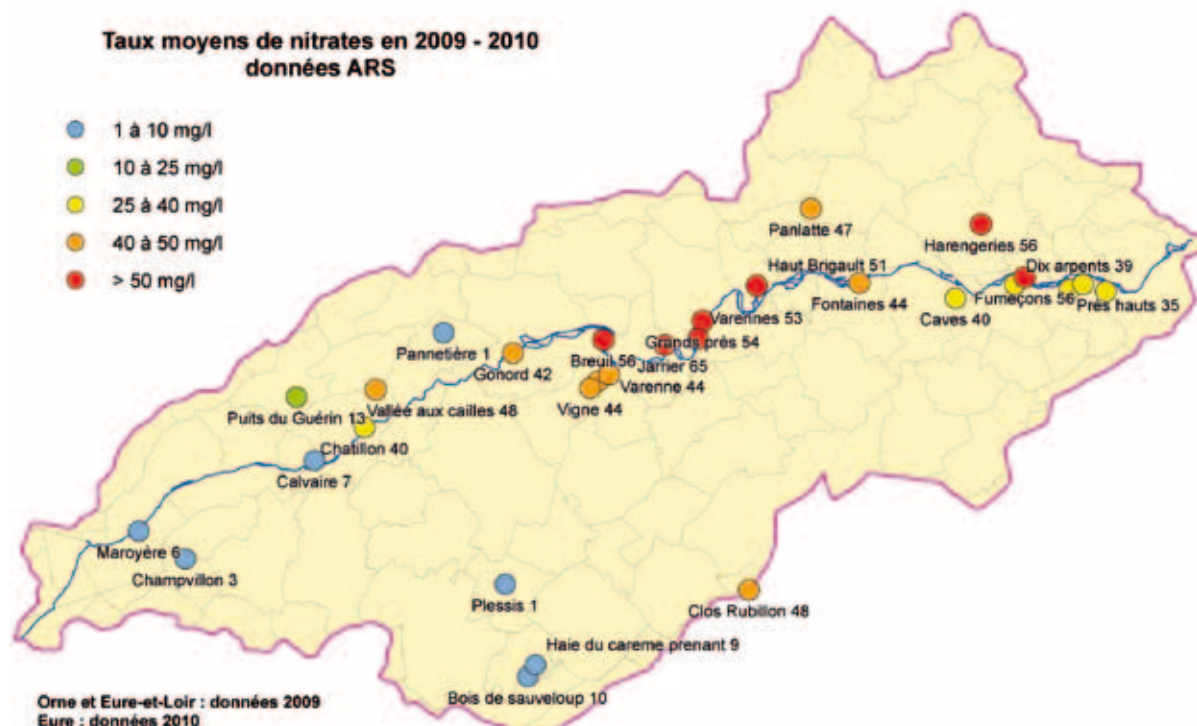 Taux moyens de nitrates en 2009 - 2010
données ARS
1 à 10 mg/l
10 à 25 mg/l
25 à 40 mg/l
40 à 50 mg/l
> 50 mg/l
Panlatte 47
Harengeries 56
Haut Brigault 51
Dix arpents 39
Fontaines 44
Fumeçons 56
Prés hauts 35
Caves 40
Varennes 53
Grands prés 54
Pannetière 1
Gonord 42
Breuil 56
Jarrier 65
Varenne 44
Vigne 44
Puits du Guérin 13
Vallée aux cailles 48
Chatillon 40
Calvaire 7
Maroyère 6
Champvillon 3
Plessis 1
Clos Rubillon 48
Haie du careme prenant 9
Bois de sauveloup 10
Orne et Eure-et-Loir : données 2009
Eure : données 2010